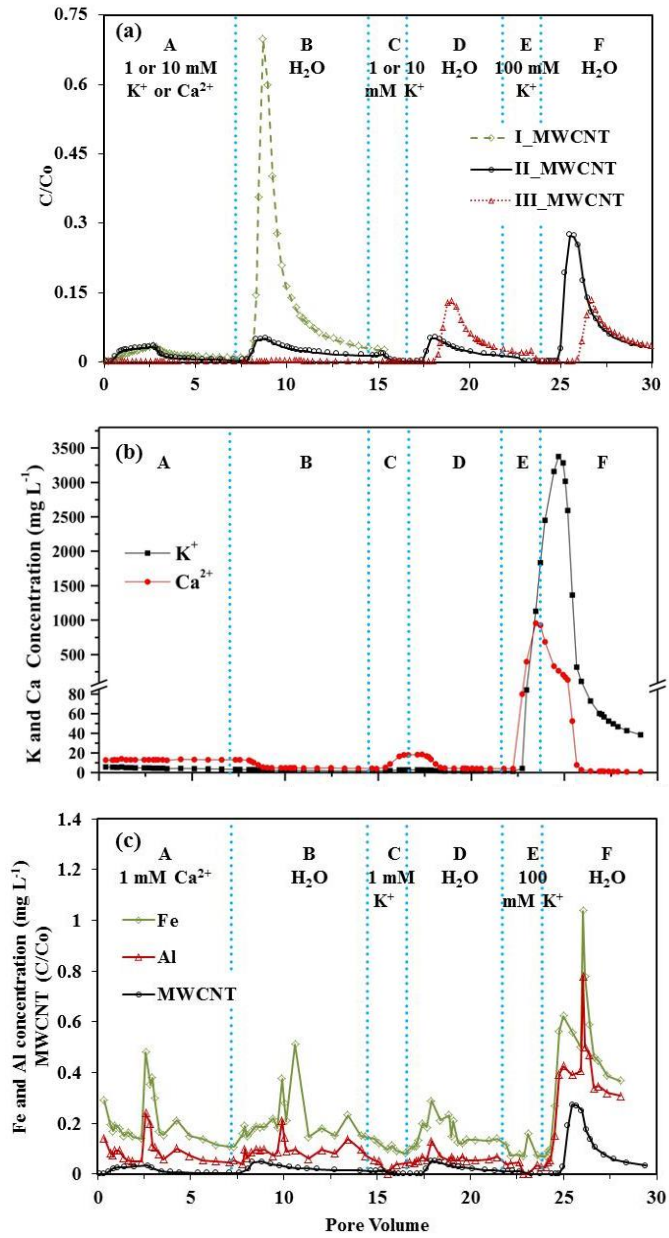 (a)
A B C D E F
1 or 10 mM H₂O 1 or 10 H₂O 100 mM H₂O
K⁺ or Ca²⁺ mM K⁺ K⁺
I_MWCNT
II_MWCNT
III_MWCNT
C/Co
0.75
0.6
0.45
0.3
0.15
0
0 5 10 15 20 25 30
(b)
A B C D E F
K⁺
Ca²⁺
K and Ca Concentration (mg L⁻¹)
3500
3000
2500
2000
1500
1000
500
80
60
40
20
0
(c)
A B C D E F
1 mM Ca²⁺ H₂O 1 mM H₂O 100 H₂O
K⁺ mM K⁺
Fe
Al
MWCNT
Fe and Al concentration (mg L⁻¹)
MWCNT (C/Co)
1.4
1.2
1
0.8
0.6
0.4
0.2
0
0 5 10 15 20 25 30
Pore Volume